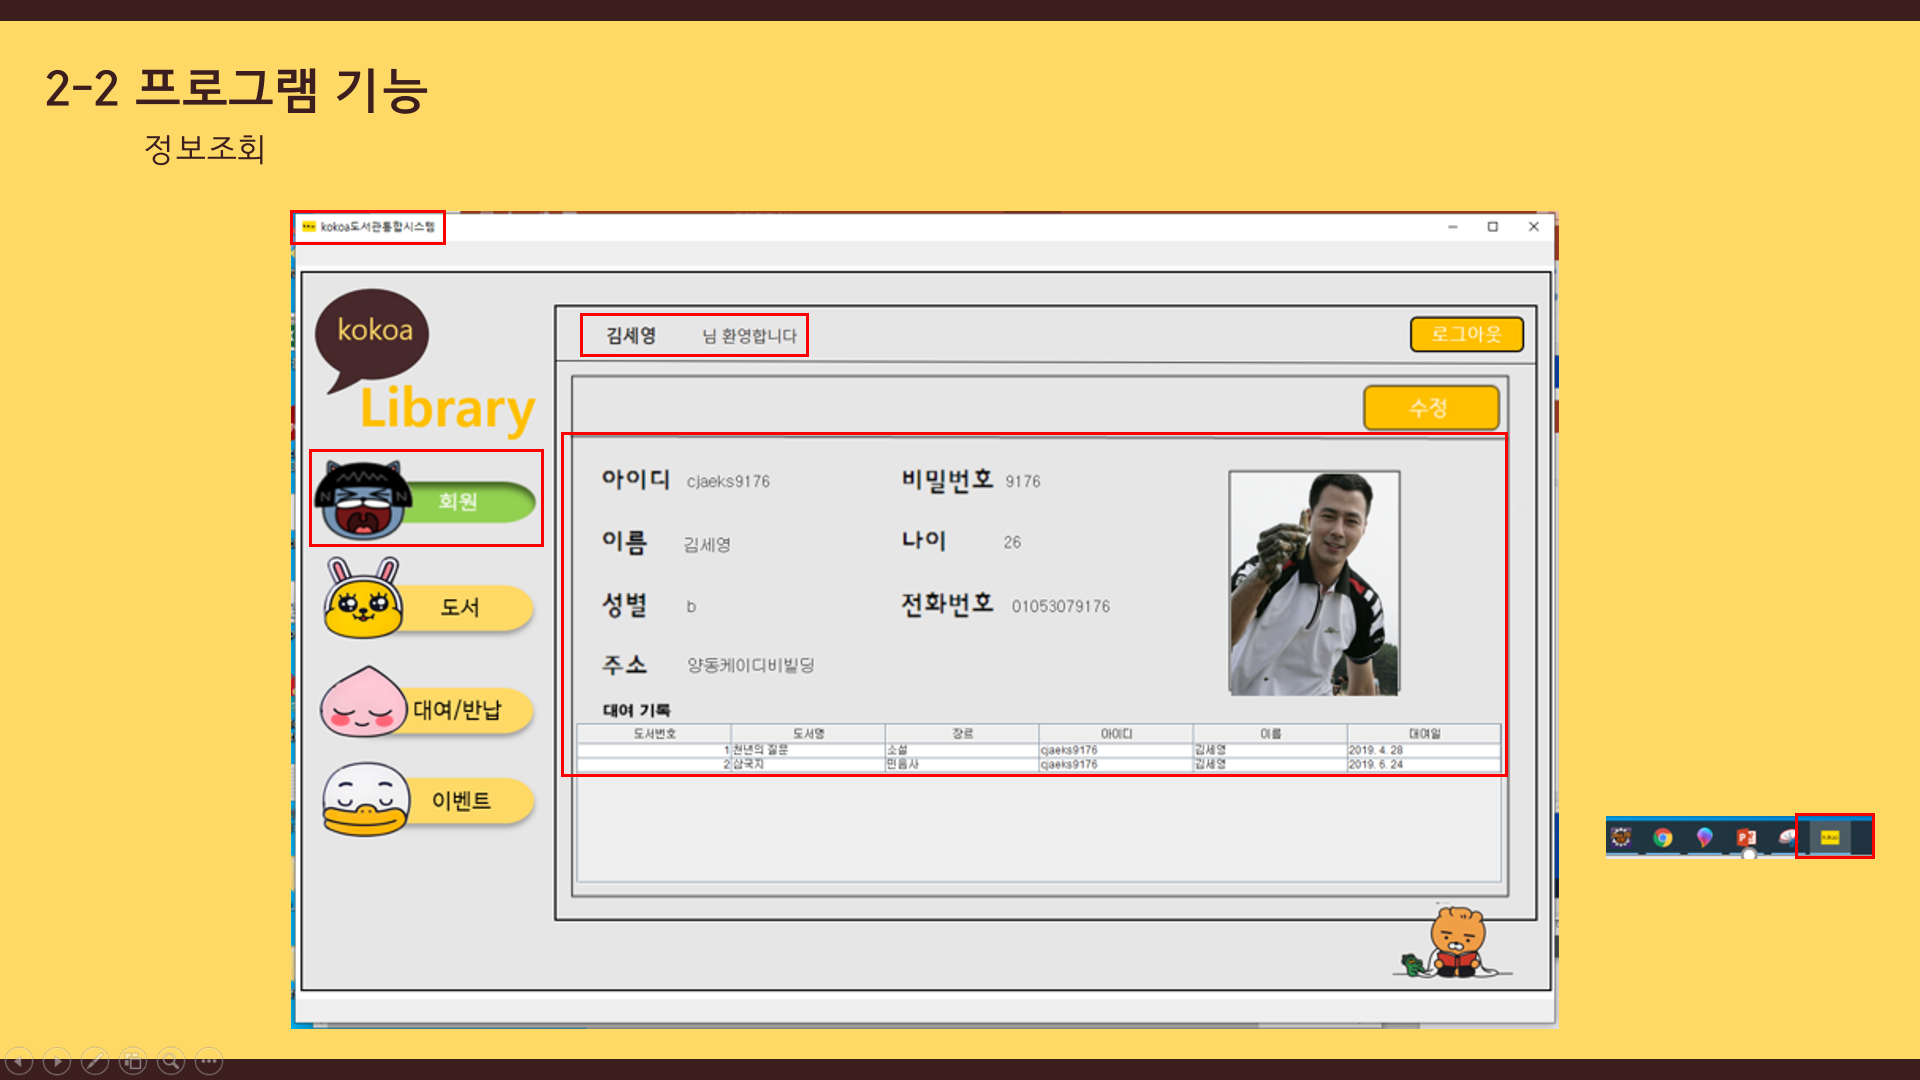 2-2 프로그램 기능
정보조회
kokoa도서관통합시스템
kokoa
Library
김세영 님 환영합니다
로그아웃
수정
회원
도서
대여/반납
이벤트
아이디 cjaeks9176 비밀번호 9176
이름 김세영 나이 26
성별 b 전화번호 01053079176
주소 양동케이디비빌딩
대여 기록
도서번호 도서명 장르 아이디 이름 대여일
1 천년의 질문 소설 cjaeks9176 김세영 2019. 4. 28
2 삼국지 민음사 cjaeks9176 김세영 2019. 6. 24